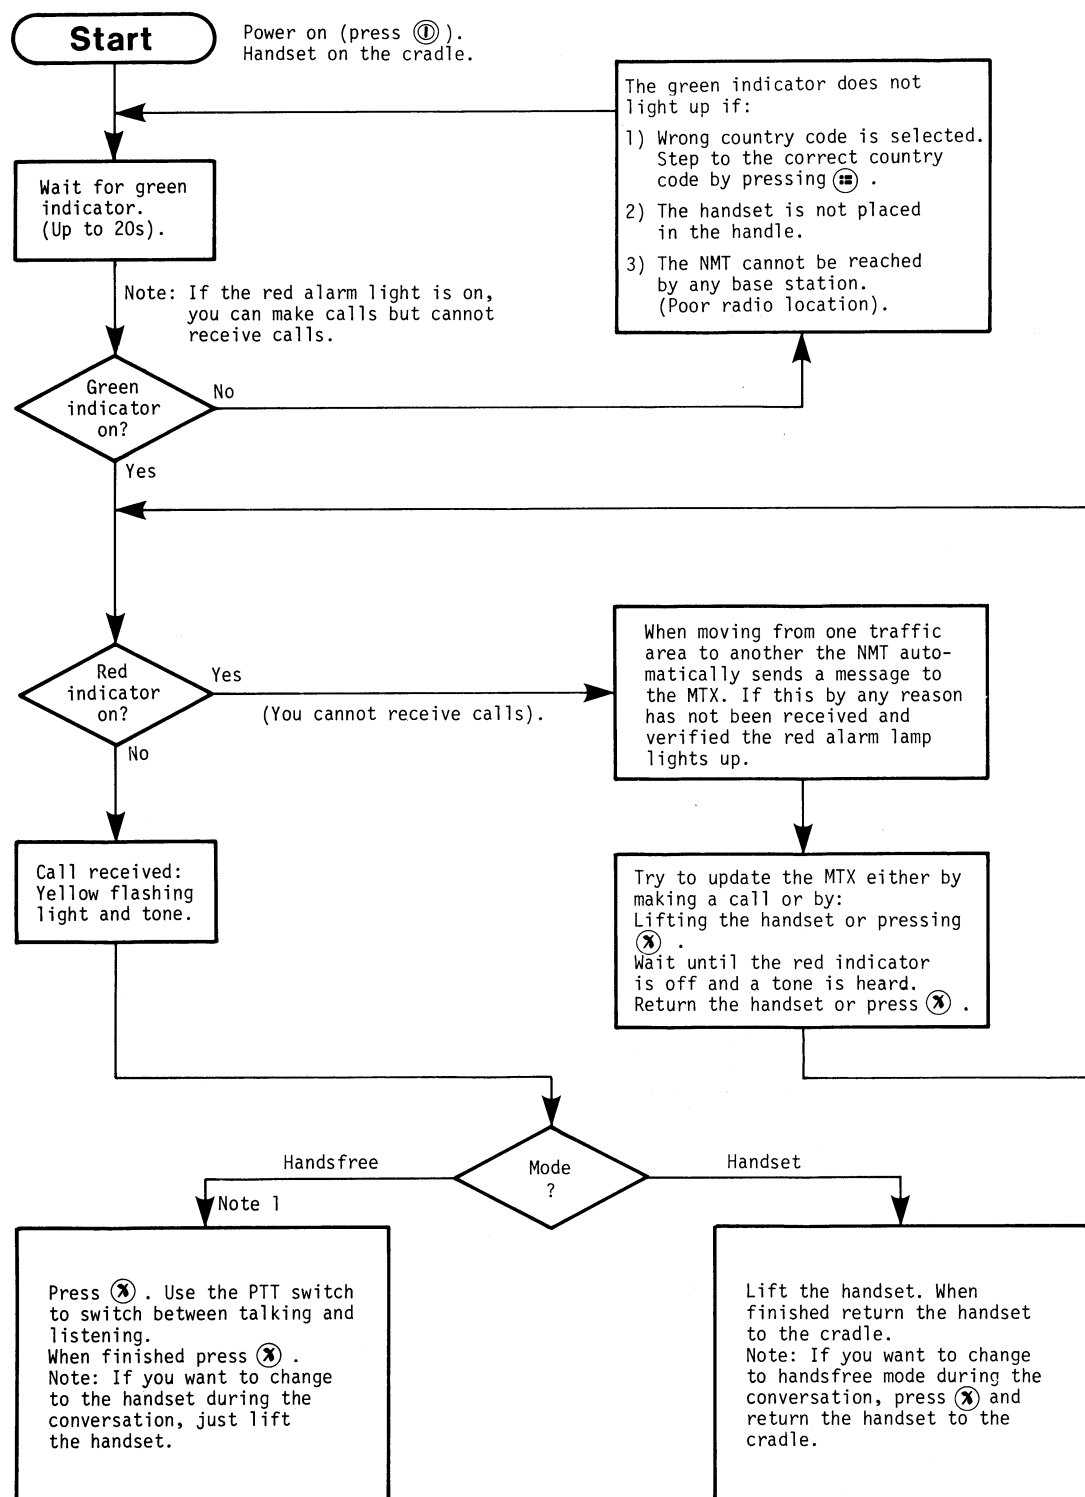 Start
Power on (press ).
Handset on the cradle.
The green indicator does not
light up if:
1) Wrong country code is selected.
Step to the correct country
code by pressing .
2) The handset is not placed
in the handle.
3) The NMT cannot be reached
by any base station.
(Poor radio location).
Wait for green
indicator.
(Up to 20s).
Note: If the red alarm light is on,
you can make calls but cannot
receive calls.
Green
indicator
on?
No
Yes
Red
indicator
on?
Yes
(You cannot receive calls).
No
When moving from one traffic
area to another the NMT auto-
matically sends a message to
the MTX. If this by any reason
has not been received and
verified the red alarm lamp
lights up.
Call received:
Yellow flashing
light and tone.
Try to update the MTX either by
making a call or by:
Lifting the handset or pressing
.
Wait until the red indicator
is off and a tone is heard.
Return the handset or press .
Mode
?
Handsfree
Note 1
Handset
Press . Use the PTT switch
to switch between talking and
listening.
When finished press .
Note: If you want to change
to the handset during the
conversation, just lift
the handset.
Lift the handset. When
finished return the handset
to the cradle.
Note: If you want to change
to handsfree mode during the
conversation, press and
return the handset to the
cradle.